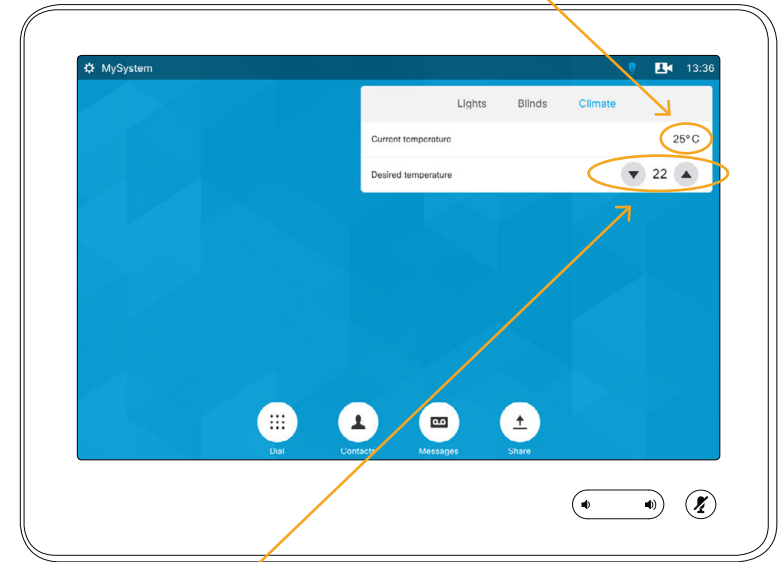 MySystem 13:36
Lights Blinds Climate
Current temperature 25°C
Desired temperature 22
Dial Contacts Messages Share